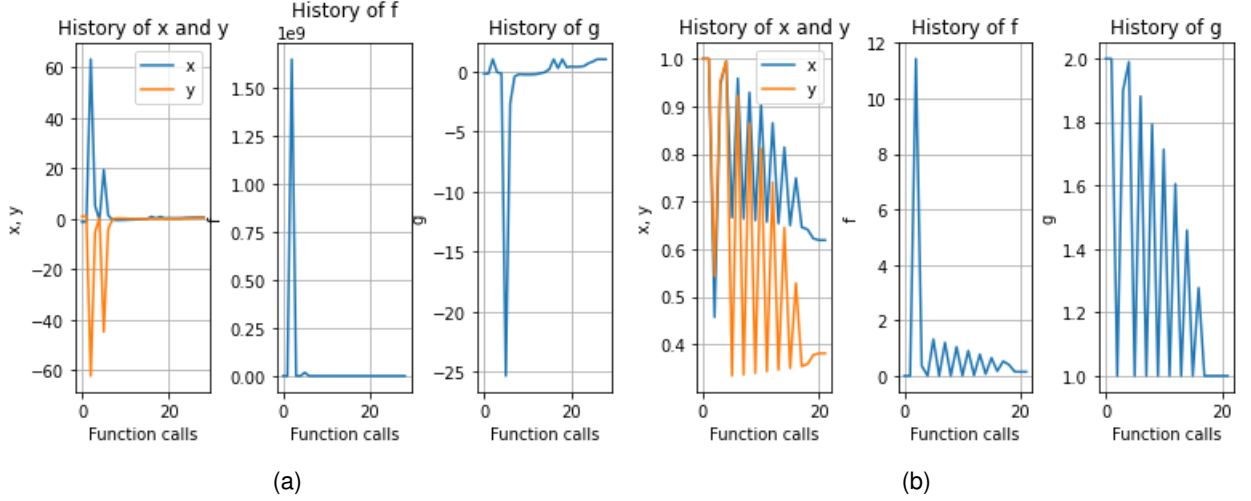 History of x and y
60
40
20
0
−20
−40
−60
x
y
x, y
0
20
Function calls
History of f
1e9
1.50
1.25
1.00
0.75
0.50
0.25
0.00
f
0
20
Function calls
History of g
0
−5
−10
−15
−20
−25
g
0
20
Function calls
(a)
History of x and y
1.0
0.9
0.8
0.7
0.6
0.5
0.4
x
y
x, y
0
10
20
Function calls
History of f
12
10
8
6
4
2
0
f
0
10
20
Function calls
History of g
2.0
1.8
1.6
1.4
1.2
1.0
g
0
10
20
Function calls
(b)